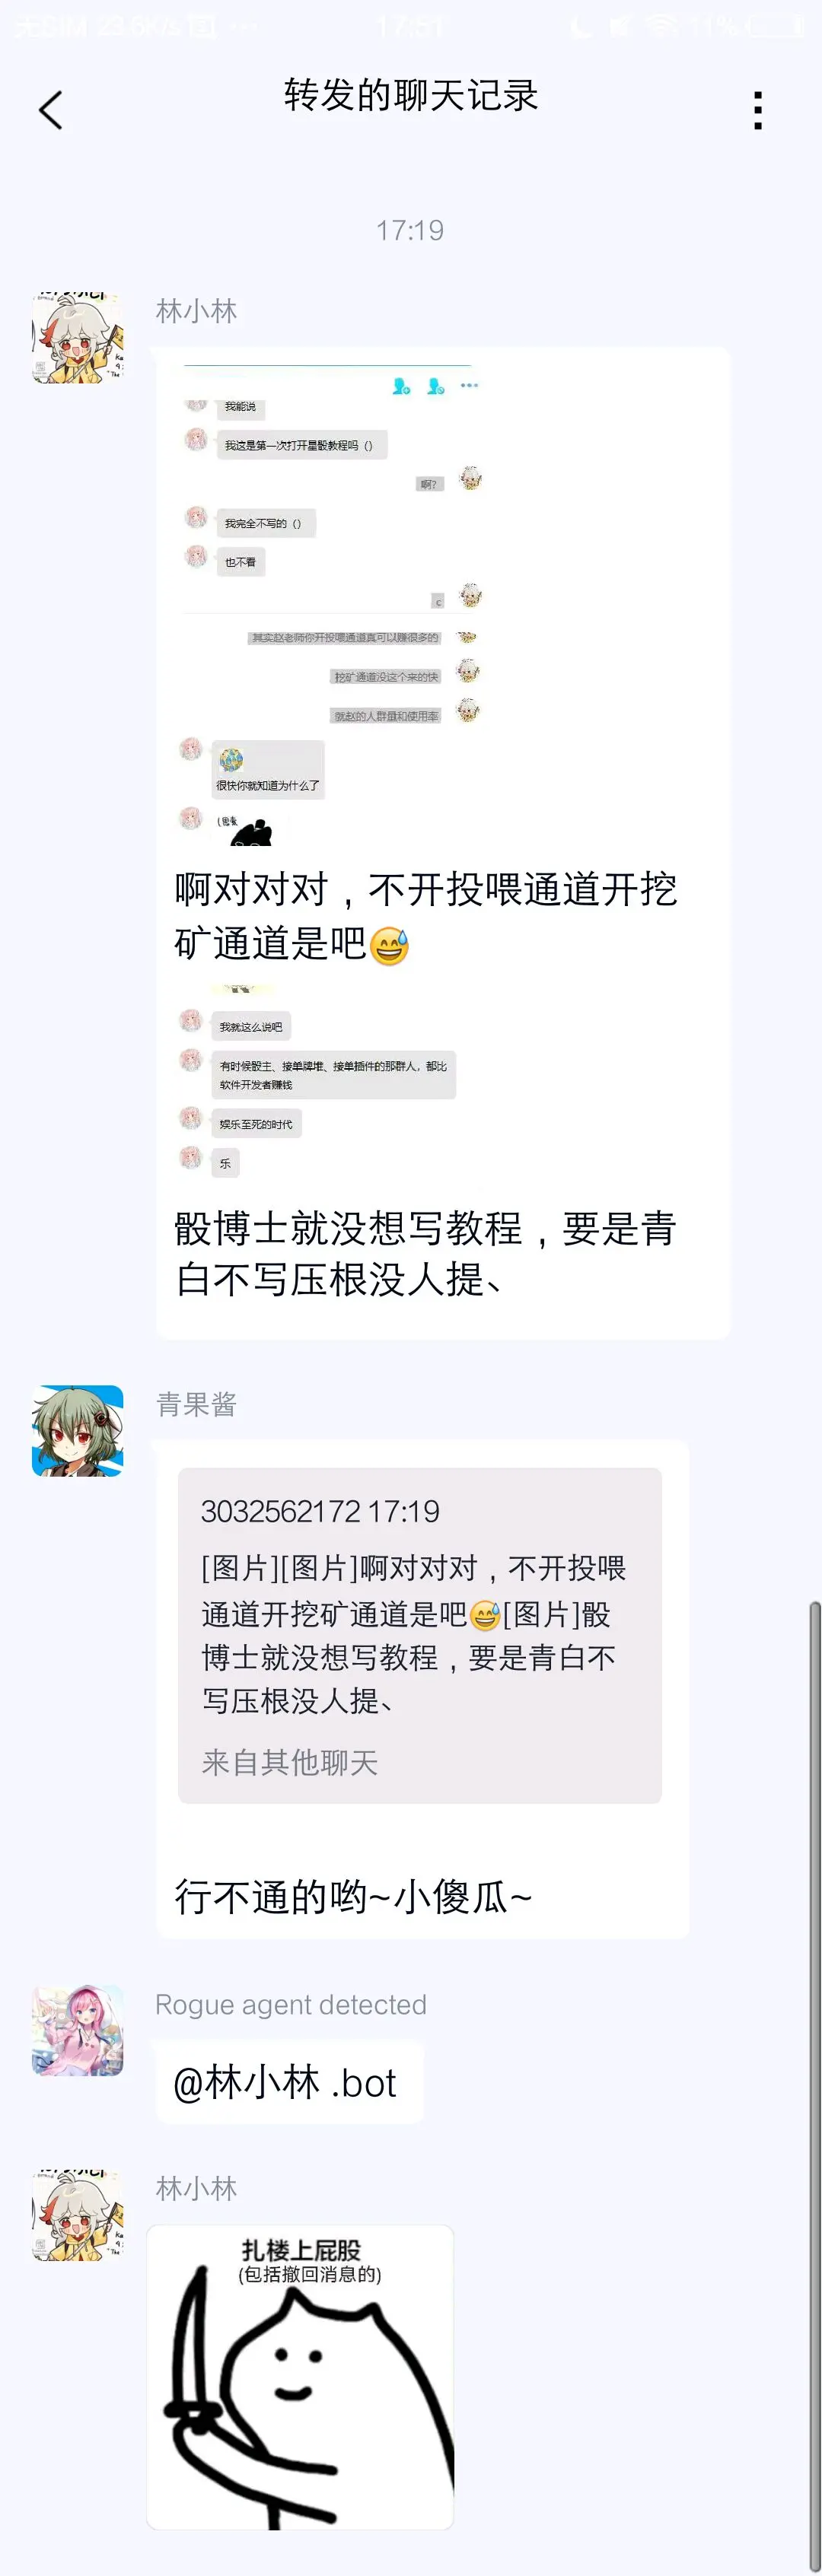 无SIM 23.6K/s
17:51
11%
转发的聊天记录
17:19
林小林
我能说
我这是第一次打开星骰教程吗（）
啊?
我完全不写的（）
也不看
c
其实赵老师你开投喂通道真可以赚很多的
挖矿通道没这个来的快
就赵的人群量和使用率
很快你就知道为什么了
(思索
啊对对对，不开投喂通道开挖
矿通道是吧😅
我就这么说吧
有时候骰主、接单牌堆、接单插件的那群人，都比
软件开发者赚钱
娱乐至死的时代
乐
骰博士就没想写教程，要是青
白不写压根没人提、
青果酱
3032562172 17:19
[图片][图片]啊对对对，不开投喂
通道开挖矿通道是吧😅[图片]骰
博士就没想写教程，要是青白不
写压根没人提、
来自其他聊天
行不通的哟~小傻瓜~
Rogue agent detected
@林小林 .bot
林小林
扎楼上屁股
(包括撤回消息的)